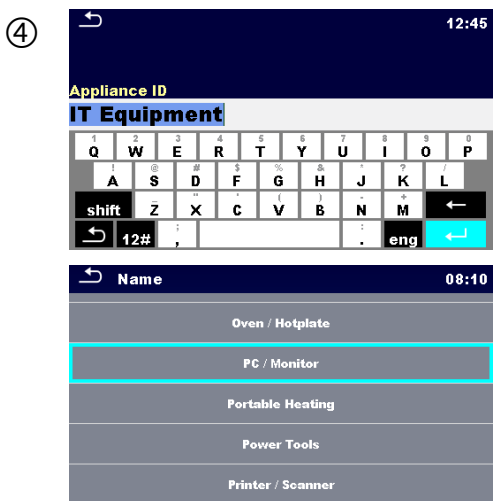 ④
12:45
Appliance ID
IT Equipment
1 2 3 4 5 6 7 8 9 0
Q W E R T Y U I O P
! @ # $ % & * ? /
A S D F G H J K L
_ " ' ( ) - +
shift Z X C V B N M ←
12# ; , : . eng
Name 08:10
Oven / Hotplate
PC / Monitor
Portable Heating
Power Tools
Printer / Scanner